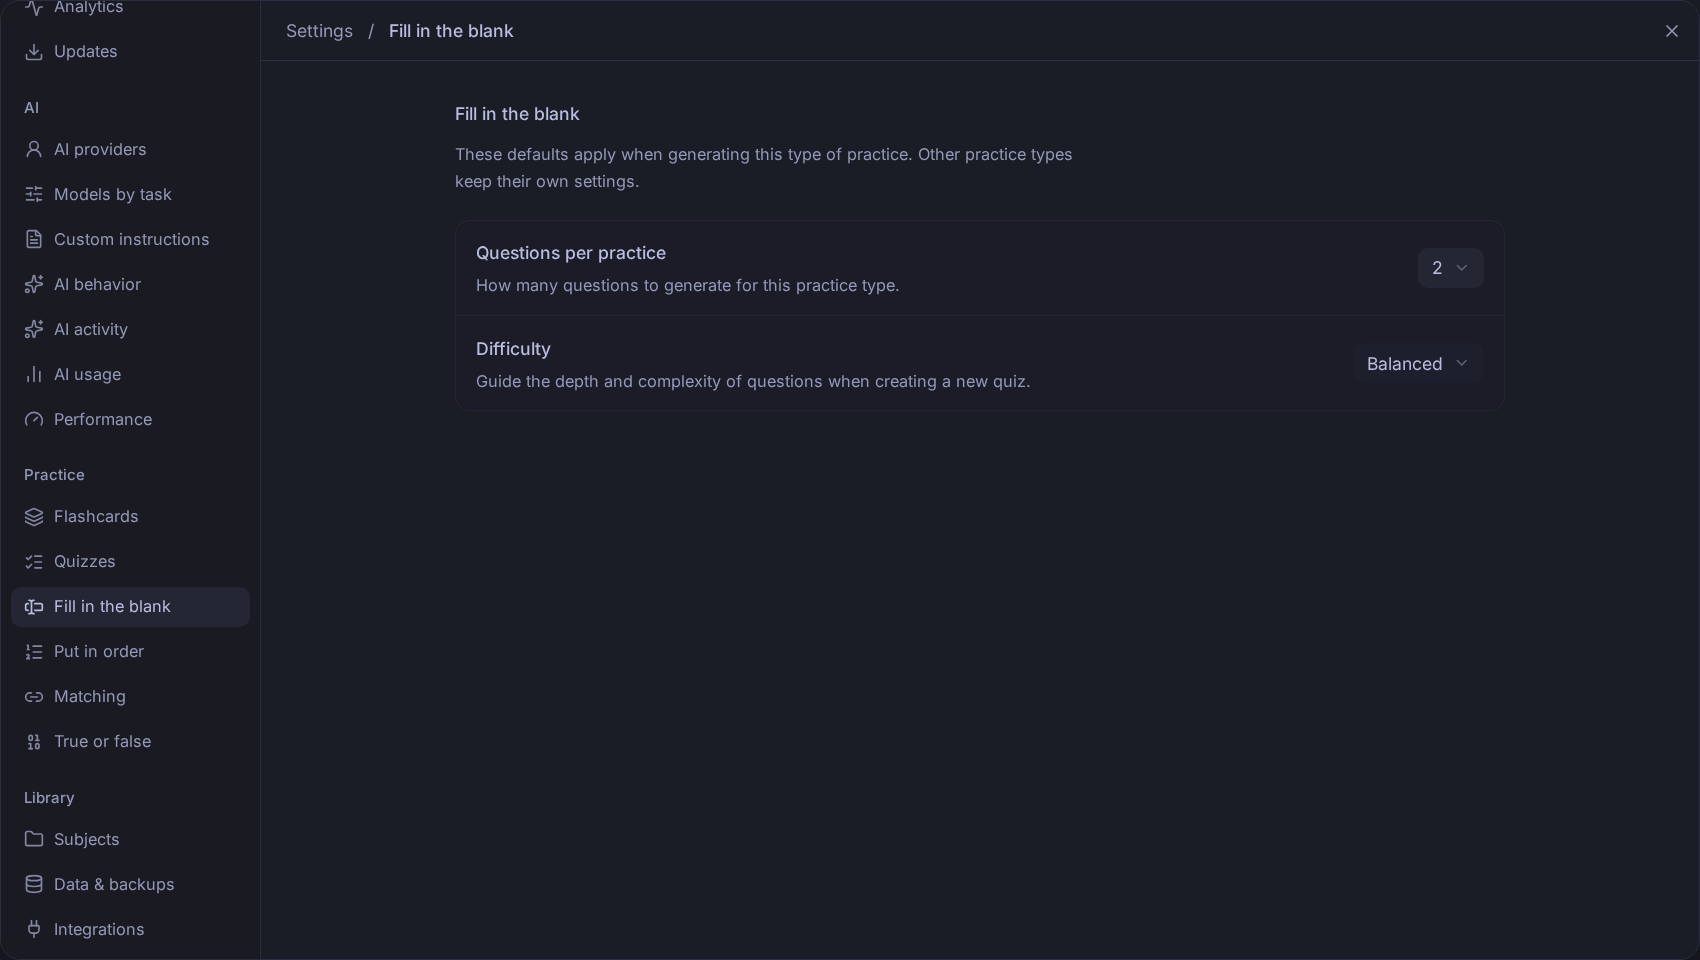 Analytics
Updates
AI
AI providers
Models by task
Custom instructions
AI behavior
AI activity
AI usage
Performance
Practice
Flashcards
Quizzes
Fill in the blank
Put in order
Matching
True or false
Library
Subjects
Data & backups
Integrations
Settings / Fill in the blank
Fill in the blank
These defaults apply when generating this type of practice. Other practice types
keep their own settings.
Questions per practice
How many questions to generate for this practice type.
2
Difficulty
Guide the depth and complexity of questions when creating a new quiz.
Balanced